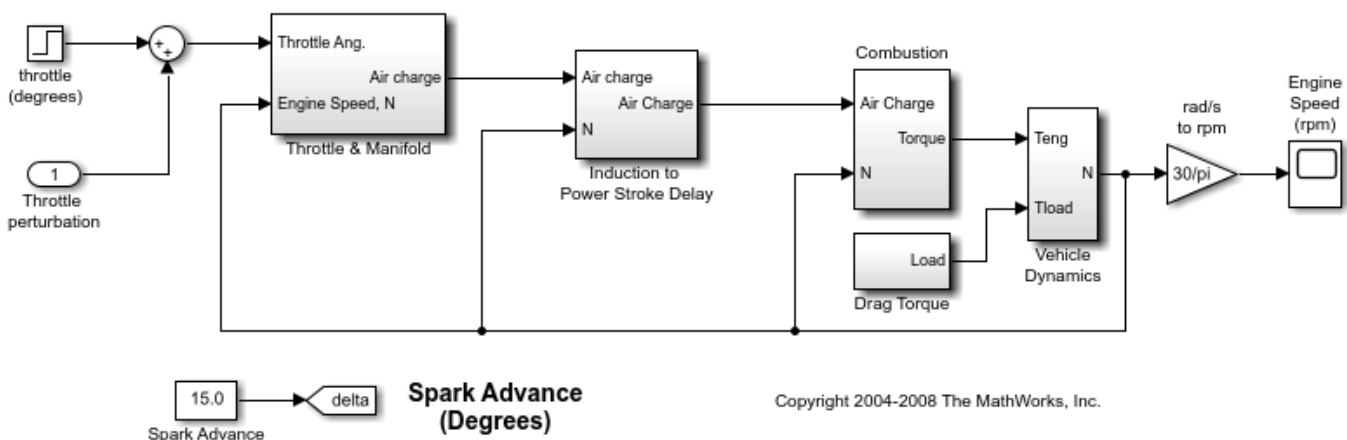 throttle
(degrees)
+
+
1
Throttle
perturbation
Throttle Ang.
Air charge
Engine Speed, N
Throttle & Manifold
Air charge
Air Charge
N
Induction to
Power Stroke Delay
Combustion
Air Charge
Torque
N
Load
Drag Torque
Teng
N
Tload
Vehicle
Dynamics
rad/s
to rpm
30/pi
Engine
Speed
(rpm)
15.0
Spark Advance
delta
Spark Advance
(Degrees)
Copyright 2004-2008 The MathWorks, Inc.